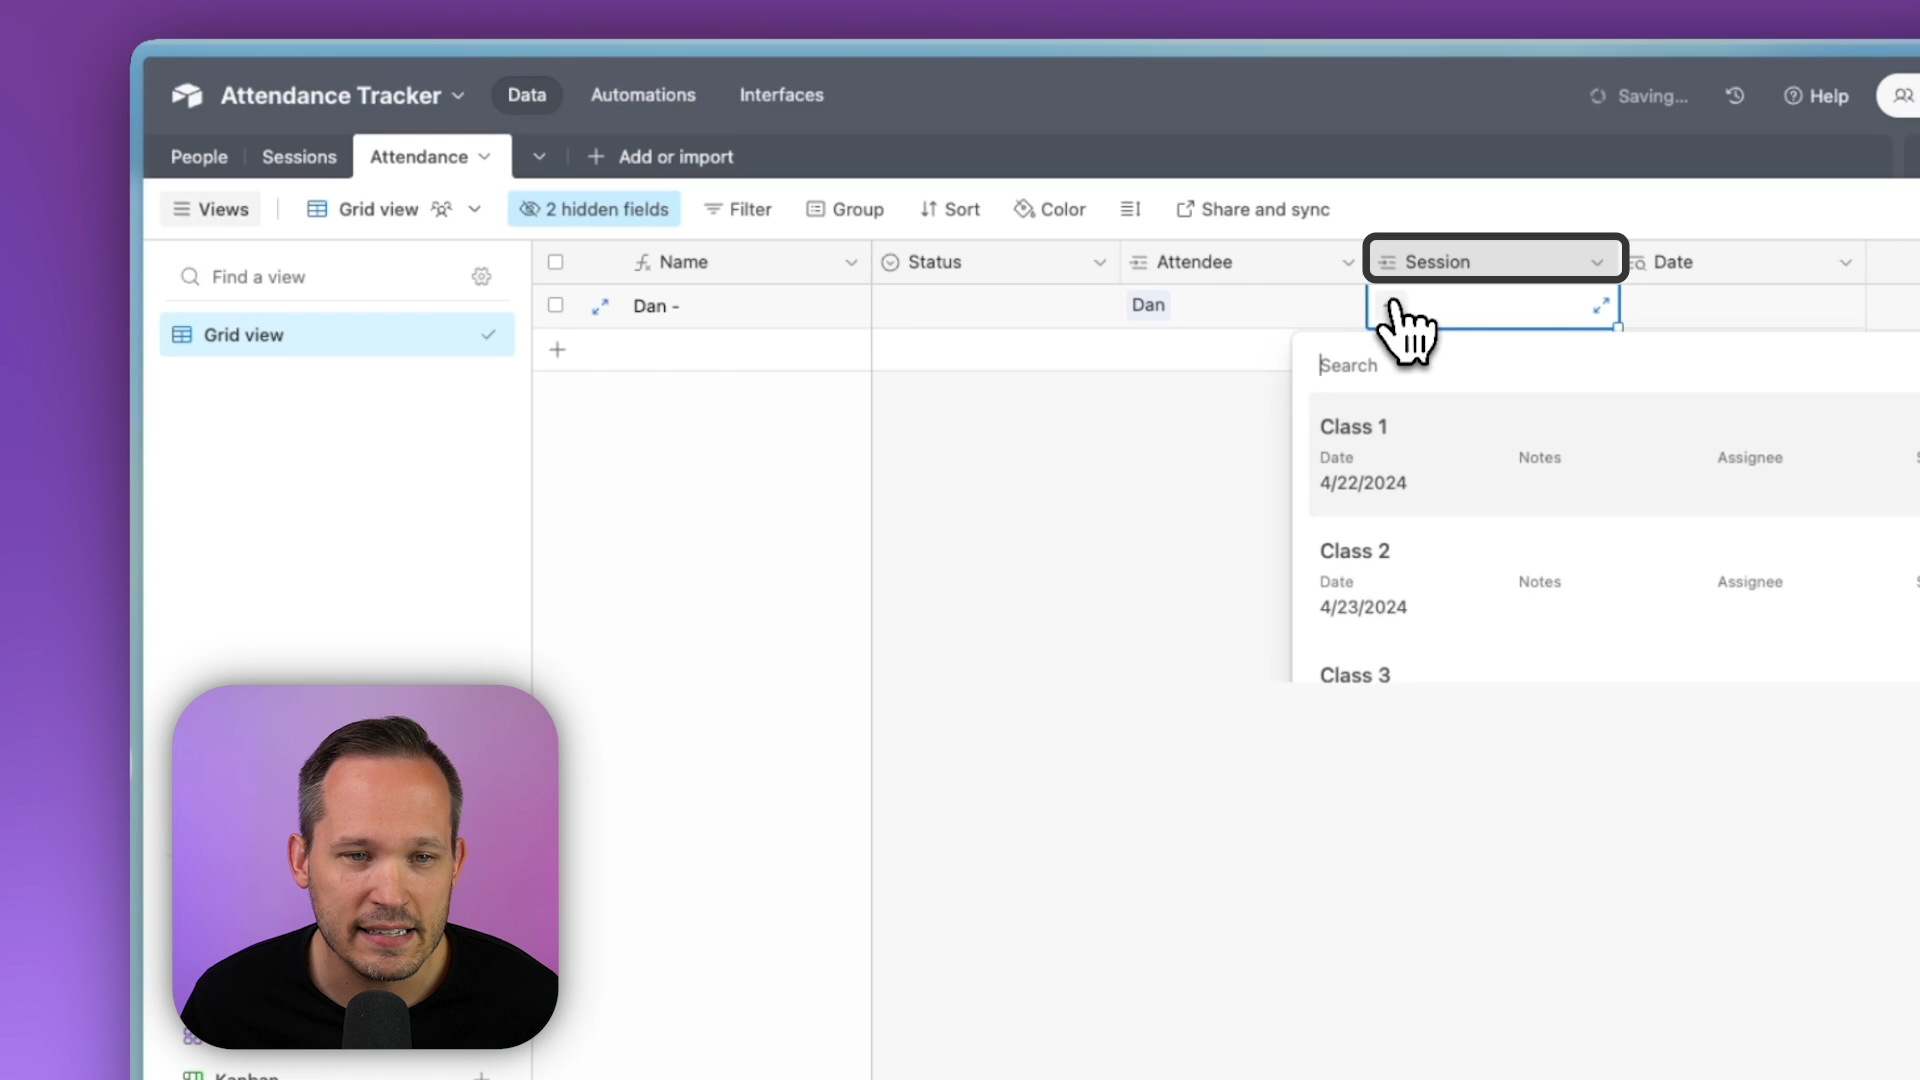 Attendance Tracker Data Automations Interfaces Saving... Help
People Sessions Attendance + Add or import
Views Grid view 2 hidden fields Filter Group Sort Color Share and sync
Find a view
Grid view
Name Status Attendee Session Date
Dan - Dan
+
Search
Class 1
Date Notes Assignee
4/22/2024
Class 2
Date Notes Assignee
4/23/2024
Class 3
Kanban +